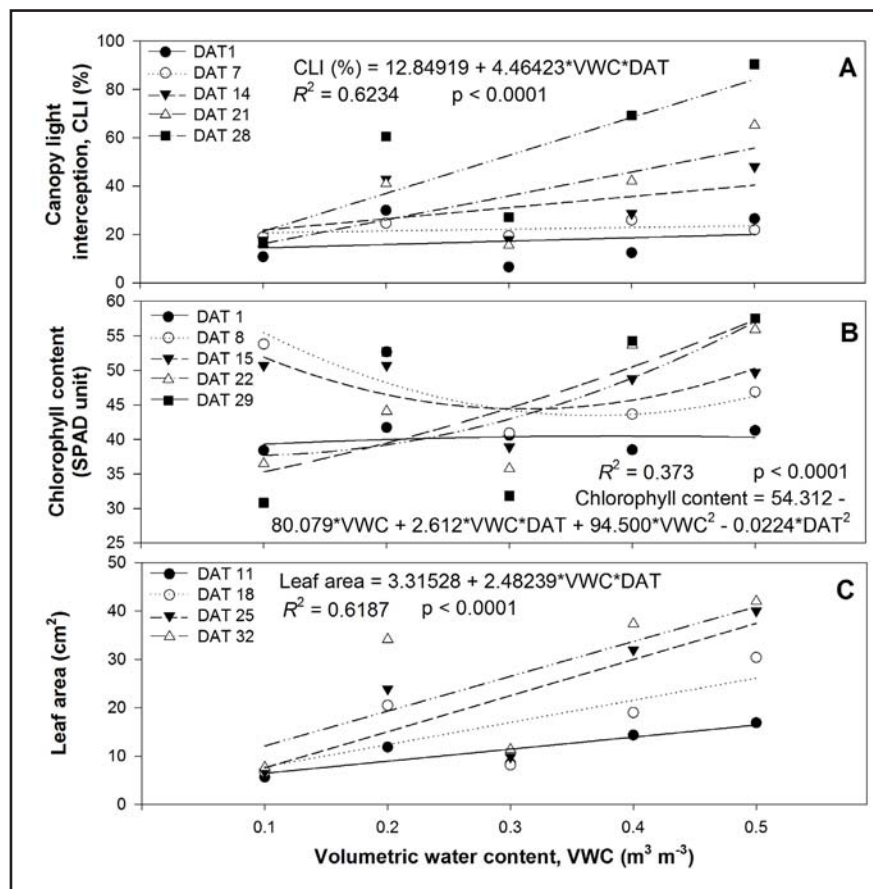 A
DAT1
DAT 7
DAT 14
DAT 21
DAT 28
CLI (%) = 12.84919 + 4.46423*VWC*DAT
R² = 0.6234 p < 0.0001
Canopy light
interception, CLI (%)
100
80
60
40
20
0
B
DAT 1
DAT 8
DAT 15
DAT 22
DAT 29
R² = 0.373 p < 0.0001
Chlorophyll content = 54.312 -
80.079*VWC + 2.612*VWC*DAT + 94.500*VWC² - 0.0224*DAT²
Chlorophyll content
(SPAD unit)
60
55
50
45
40
35
30
25
C
DAT 11
DAT 18
DAT 25
DAT 32
Leaf area = 3.31528 + 2.48239*VWC*DAT
R² = 0.6187 p < 0.0001
Leaf area (cm²)
50
40
30
20
10
0
0.1 0.2 0.3 0.4 0.5
Volumetric water content, VWC (m³ m⁻³)